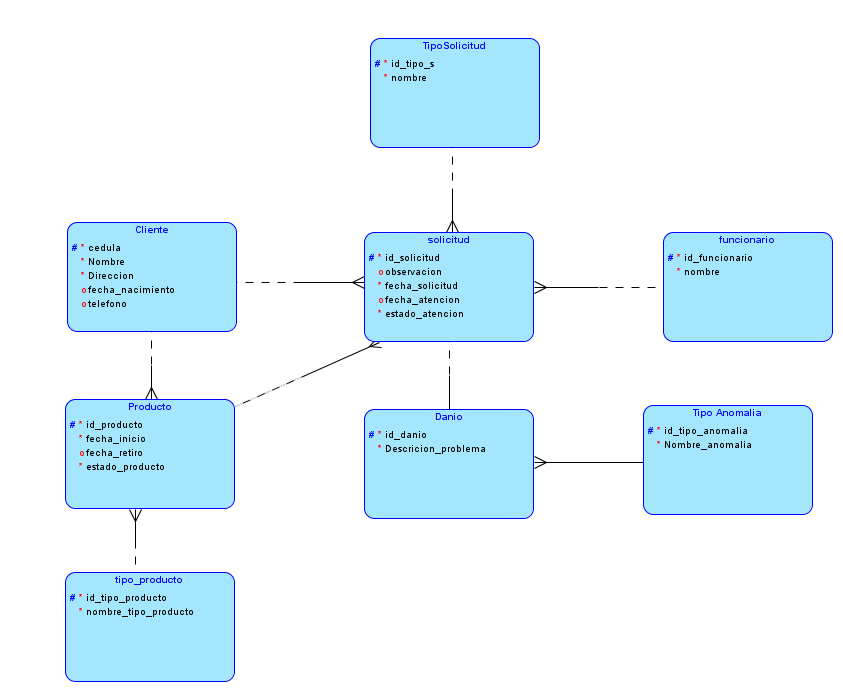 TipoSolicitud
# * id_tipo_s
* nombre
Cliente
# * cedula
* Nombre
* Direccion
o fecha_nacimiento
o telefono
solicitud
# * id_solicitud
o observacion
* fecha_solicitud
o fecha_atencion
* estado_atencion
funcionario
# * id_funcionario
* nombre
Producto
# * id_producto
* fecha_inicio
o fecha_retiro
* estado_producto
Danio
# * id_danio
* Descricion_problema
Tipo Anomalia
# * id_tipo_anomalia
* Nombre_anomalia
tipo_producto
# * id_tipo_producto
* nombre_tipo_producto